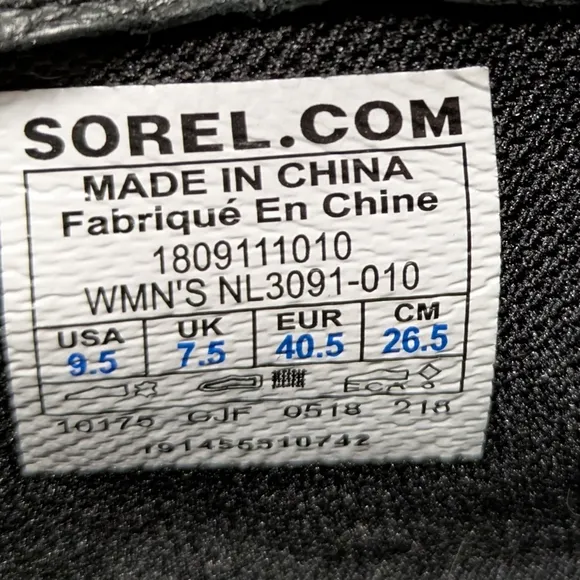 SOREL.COM
MADE IN CHINA
Fabriqué En Chine
1809111010
WMN'S NL3091-010
USA UK EUR CM
9.5 7.5 40.5 26.5
10175 GJF 0518 218
191455510742